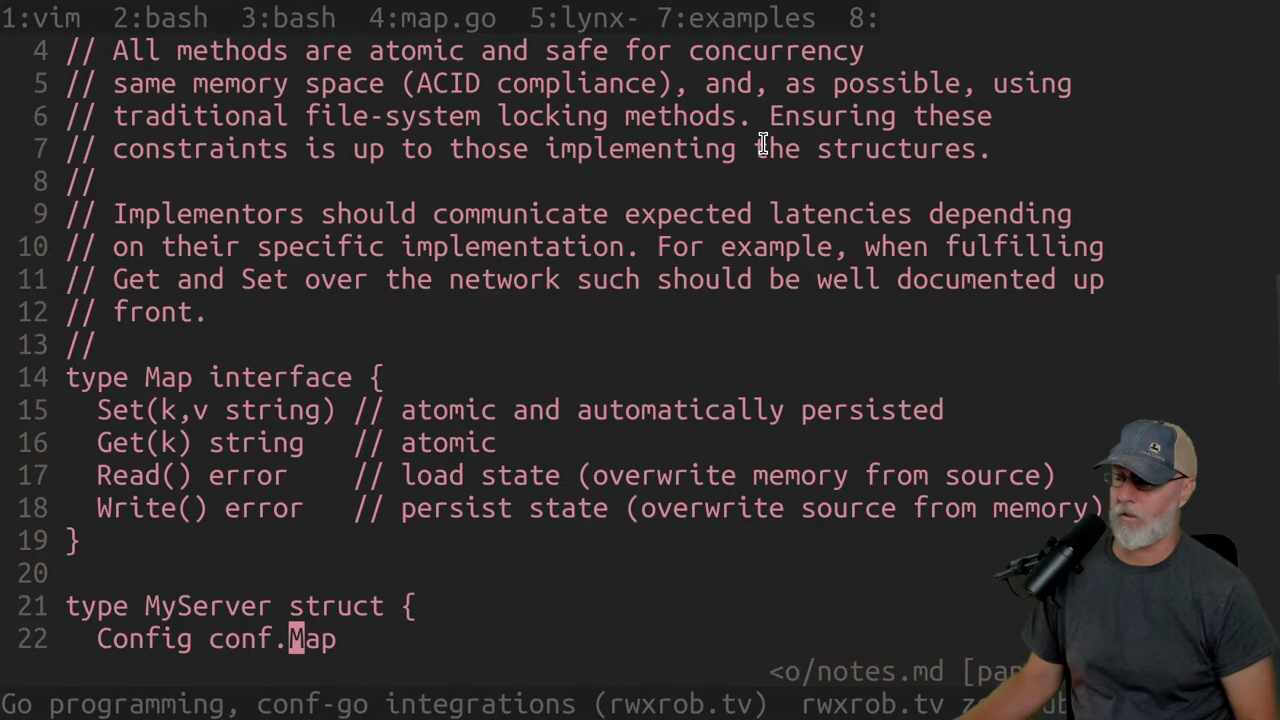 1:vim 2:bash 3:bash 4:map.go 5:lynx- 7:examples 8:
4 // All methods are atomic and safe for concurrency
5 // same memory space (ACID compliance), and, as possible, using
6 // traditional file-system locking methods. Ensuring these
7 // constraints is up to those implementing the structures.
8 //
9 // Implementors should communicate expected latencies depending
10 // on their specific implementation. For example, when fulfilling
11 // Get and Set over the network such should be well documented up
12 // front.
13 //
14 type Map interface {
15 Set(k,v string) // atomic and automatically persisted
16 Get(k) string // atomic
17 Read() error // load state (overwrite memory from source)
18 Write() error // persist state (overwrite source from memory)
19 }
20
21 type MyServer struct {
22 Config conf.Map
<o/notes.md
Go programming, conf-go integrations (rwxrob.tv) rwxrob.tv